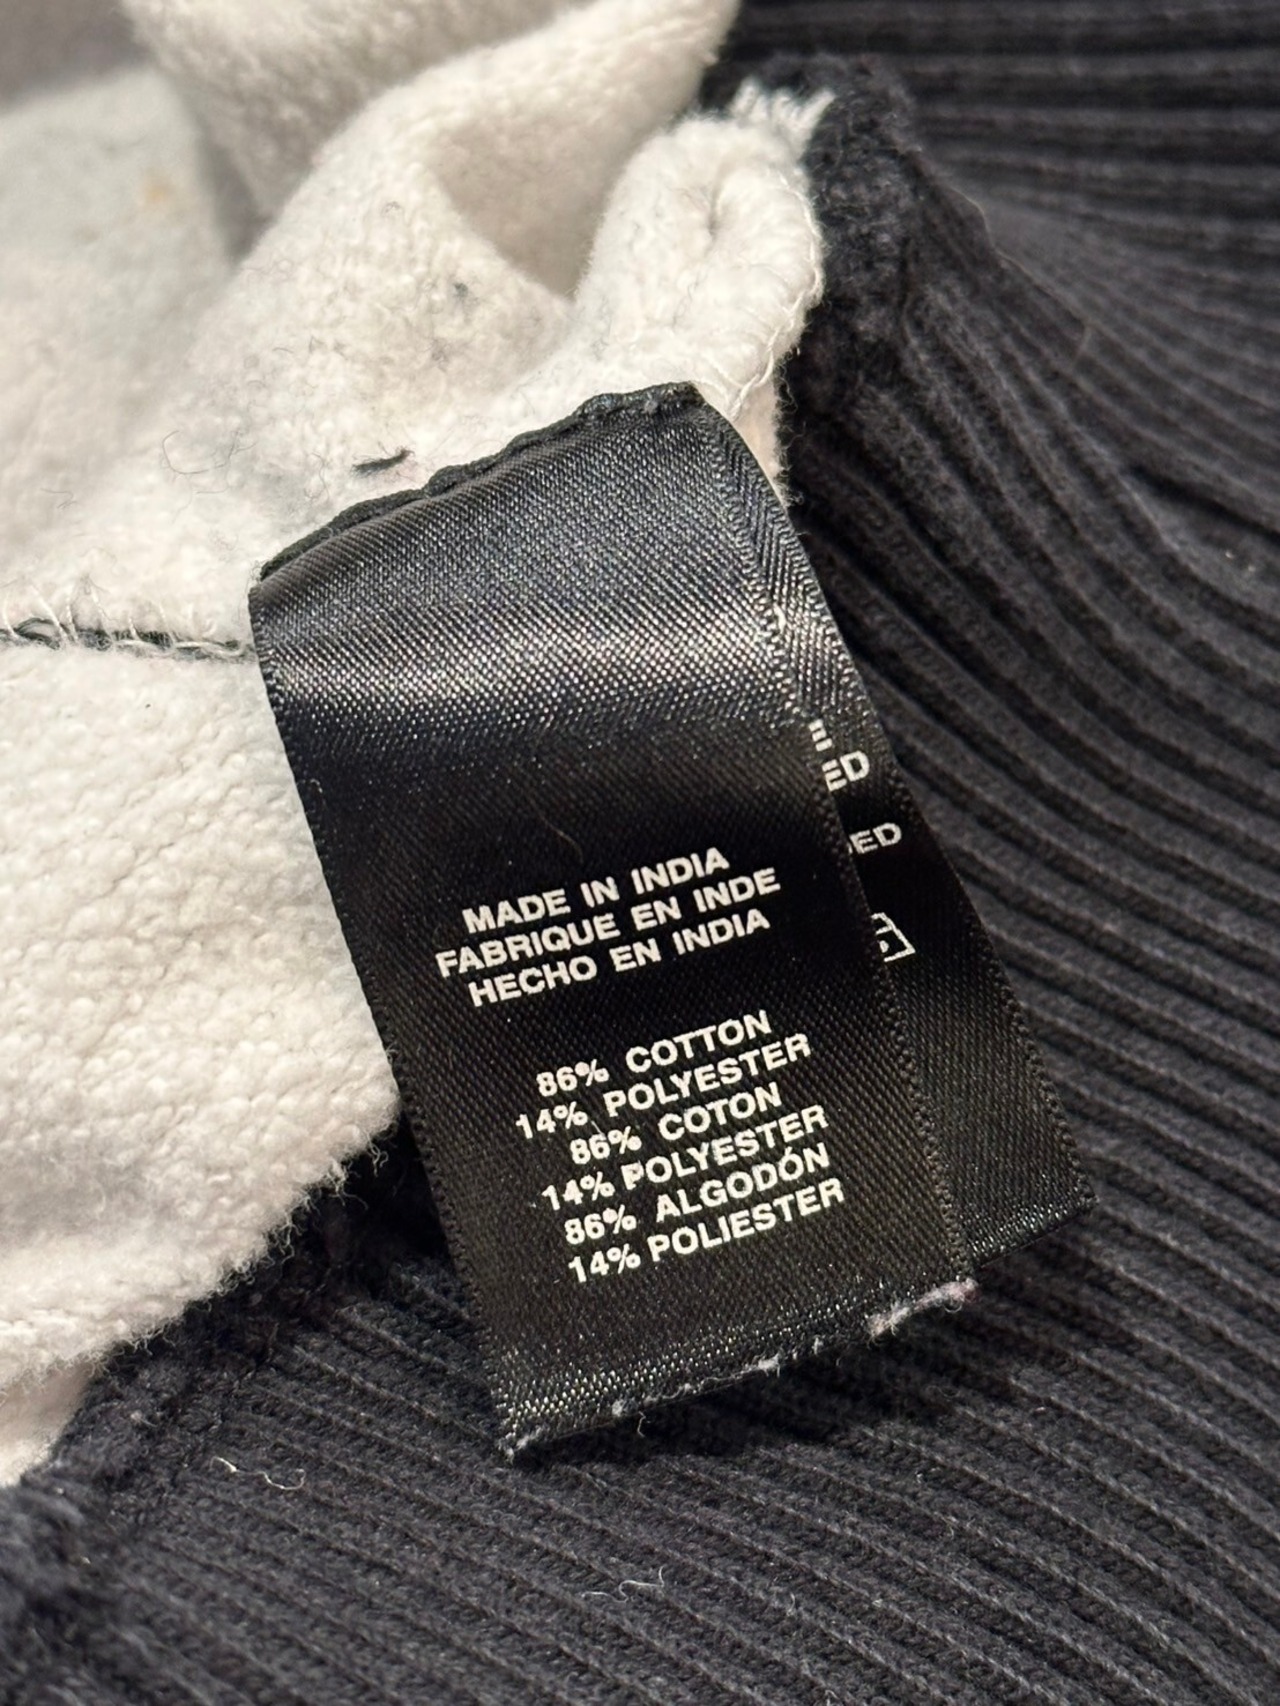 MADE IN INDIA
FABRIQUE EN INDE
HECHO EN INDIA
86% COTTON
14% POLYESTER
86% COTON
14% POLYESTER
86% ALGODÓN
14% POLIESTER